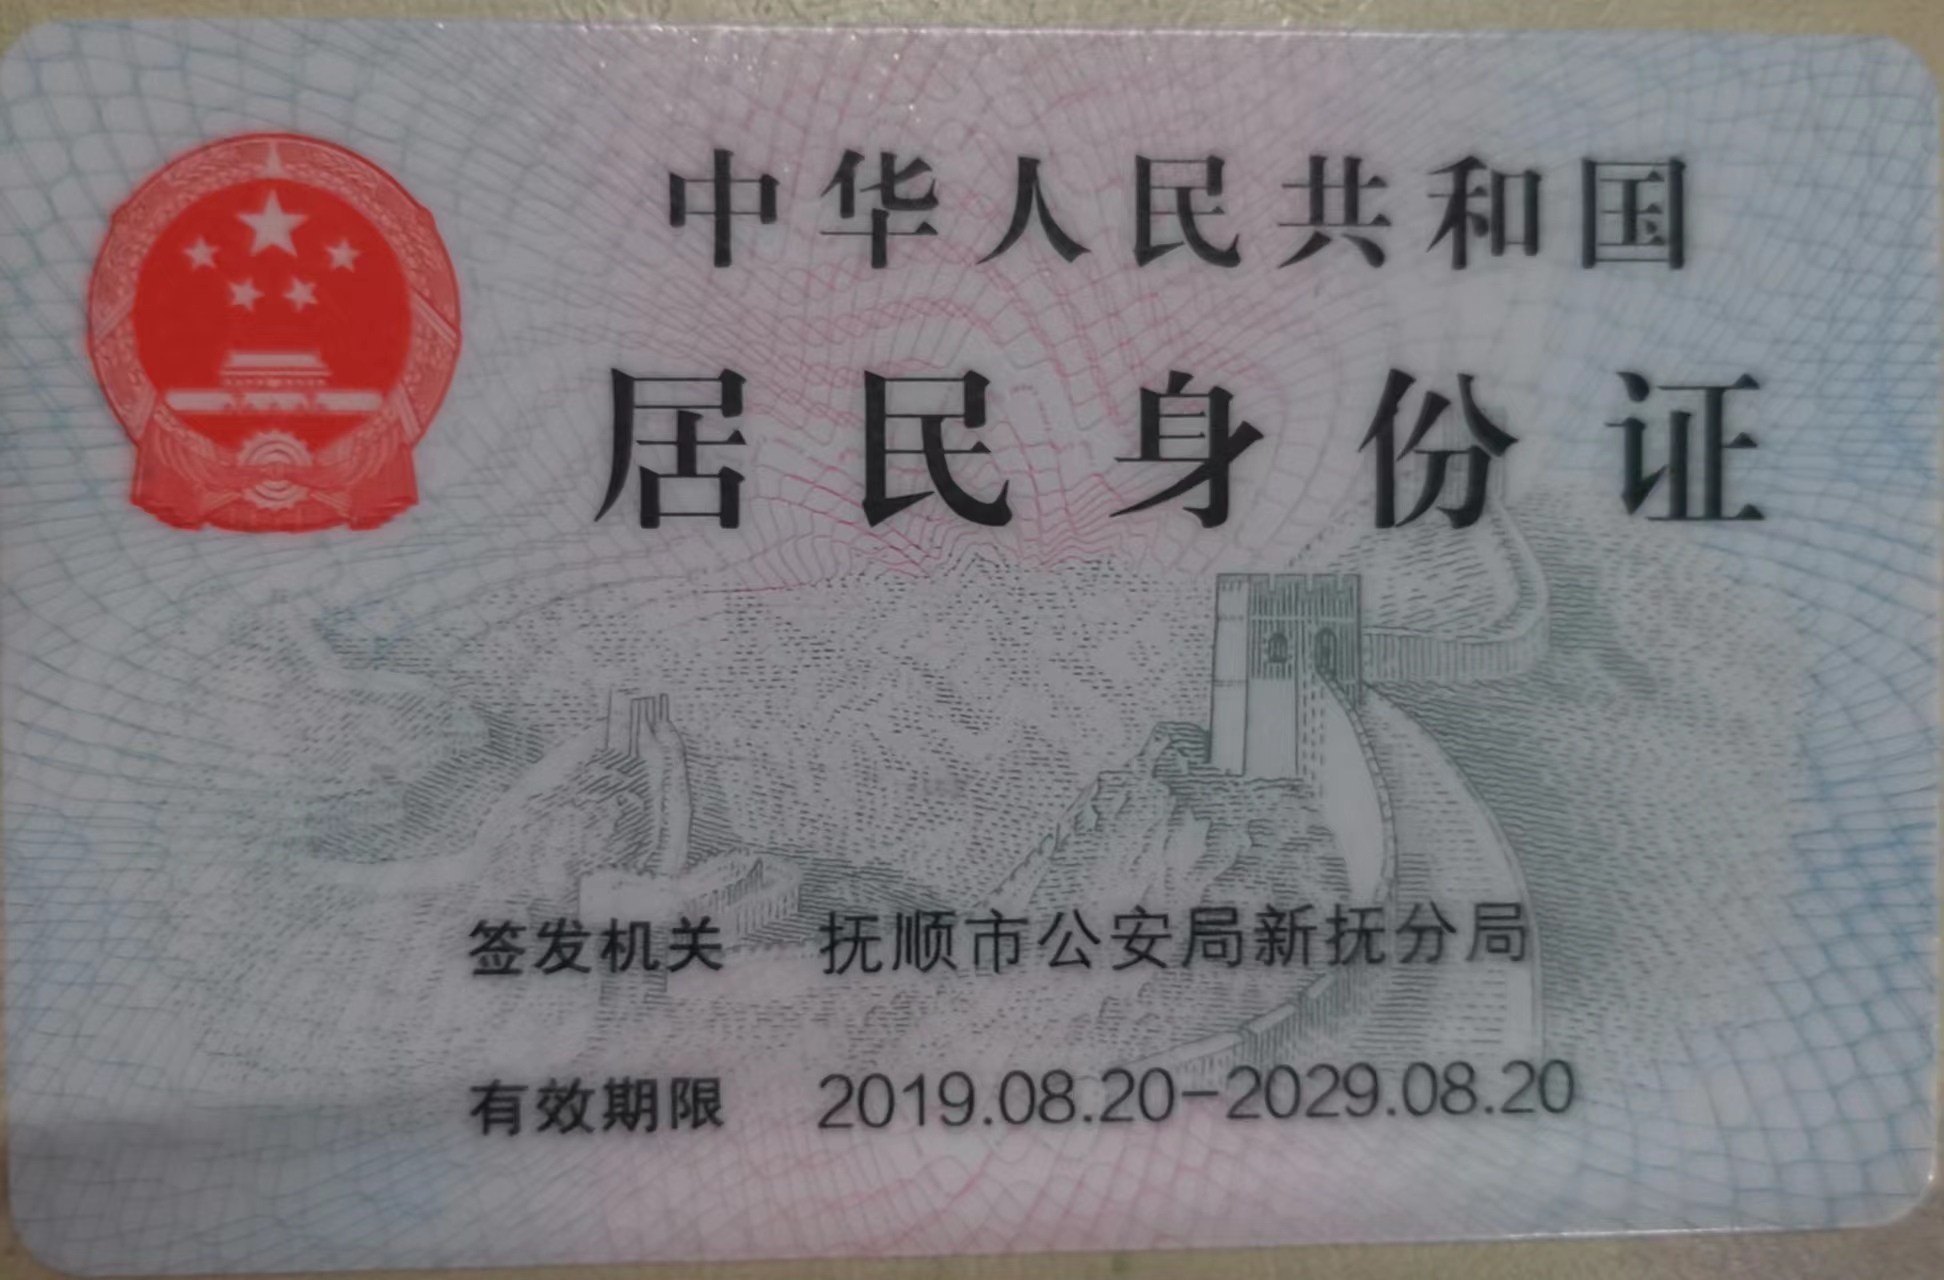 中华人民共和国
居民身份证
签发机关 抚顺市公安局新抚分局
有效期限 2019.08.20-2029.08.20